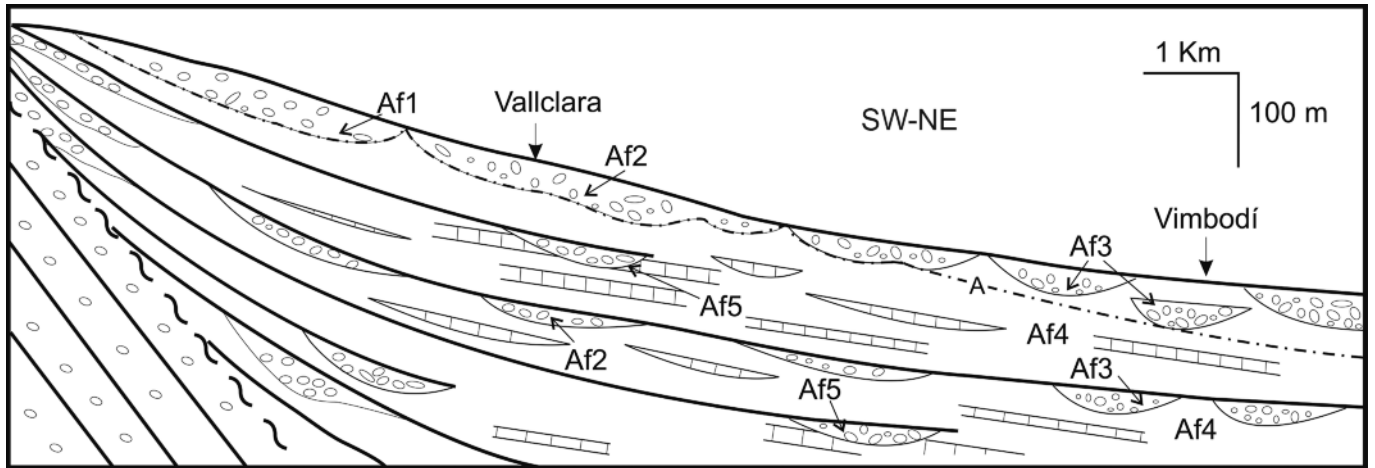 1 Km
Af1
Vallclara
SW-NE
100 m
Af2
Vimbodí
Af3
A
Af5
Af4
Af2
Af3
Af5
Af4